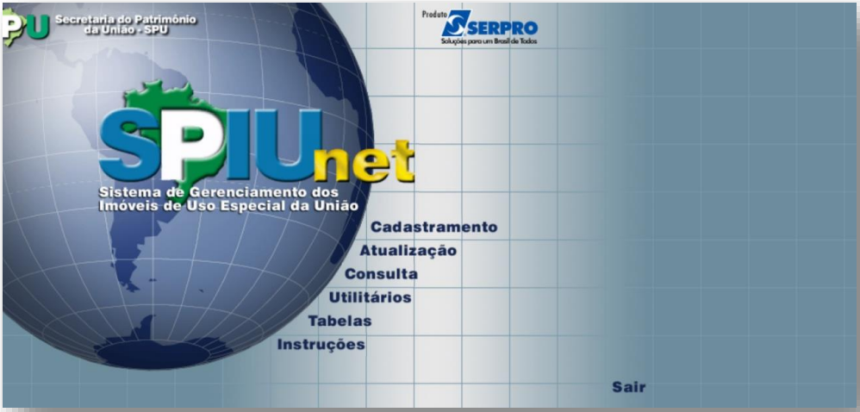 PU Secretaria do Patrimônio
da União - SPU
Produto SERPRO
Soluções para um Brasil de Todos
SPIUnet
Sistema de Gerenciamento dos
Imóveis de Uso Especial da União
Cadastramento
Atualização
Consulta
Utilitários
Tabelas
Instruções
Sair